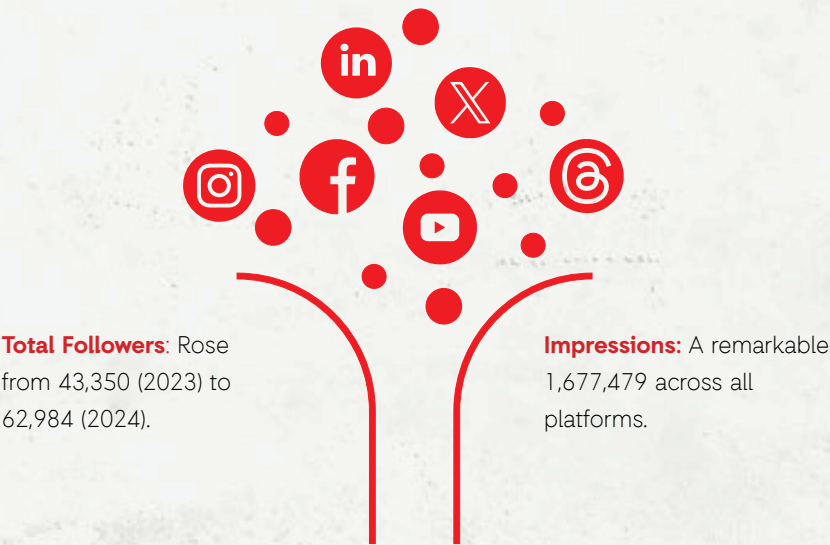 Total Followers: Rose
from 43,350 (2023) to
62,984 (2024).
Impressions: A remarkable
1,677,479 across all
platforms.